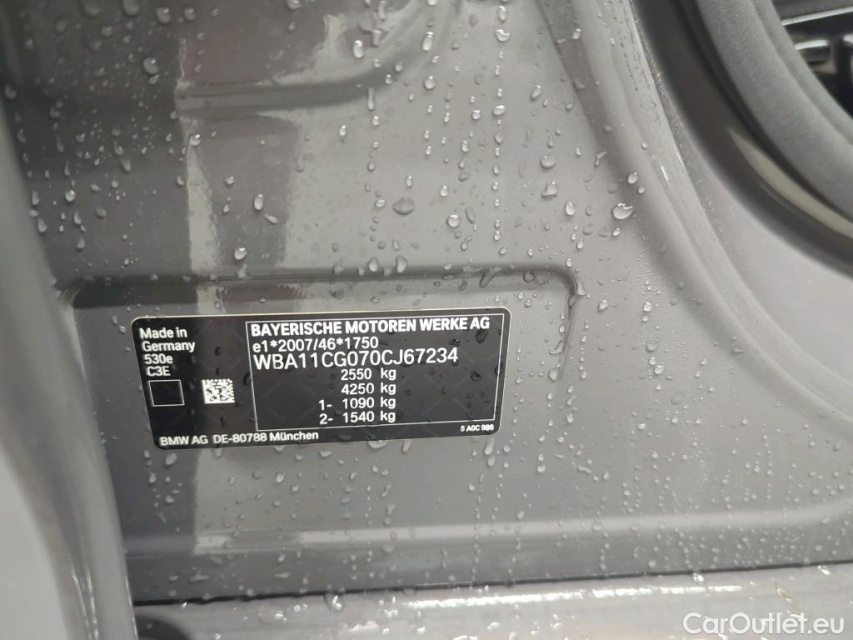 Made in
Germany
530e
C3E
BAYERISCHE MOTOREN WERKE AG
e1*2007/46*1750
WBA11CG070CJ67234
2550 kg
4250 kg
1- 1090 kg
2- 1540 kg
BMW AG DE-80788 München
5 A0C 986
CarOutlet.eu